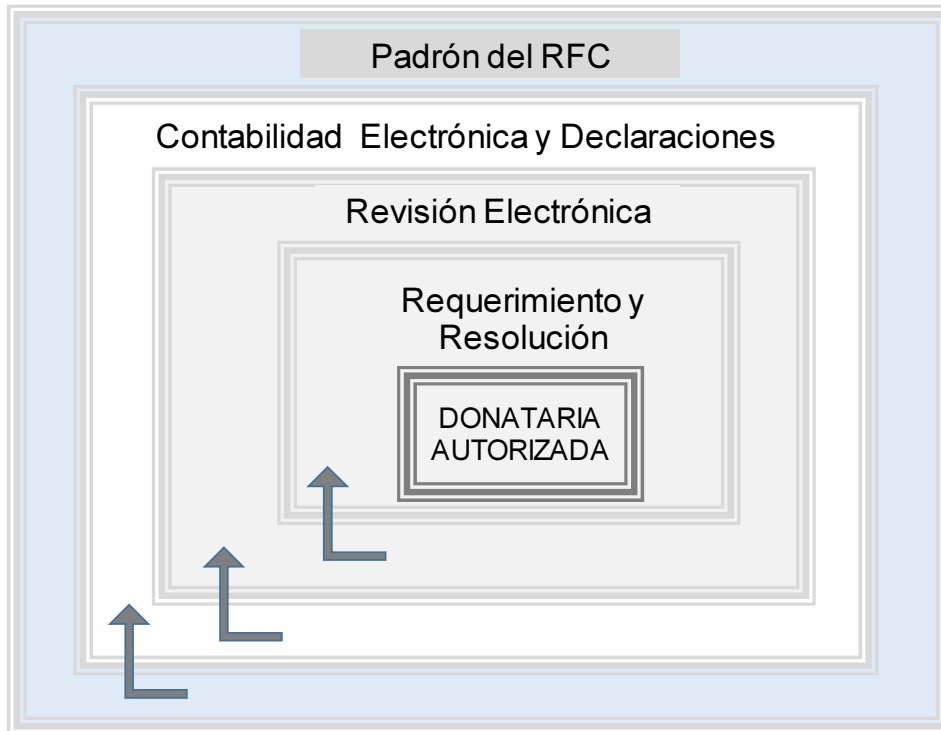 Padrón del RFC
Contabilidad Electrónica y Declaraciones
Revisión Electrónica
Requerimiento y
Resolución
DONATARIA
AUTORIZADA